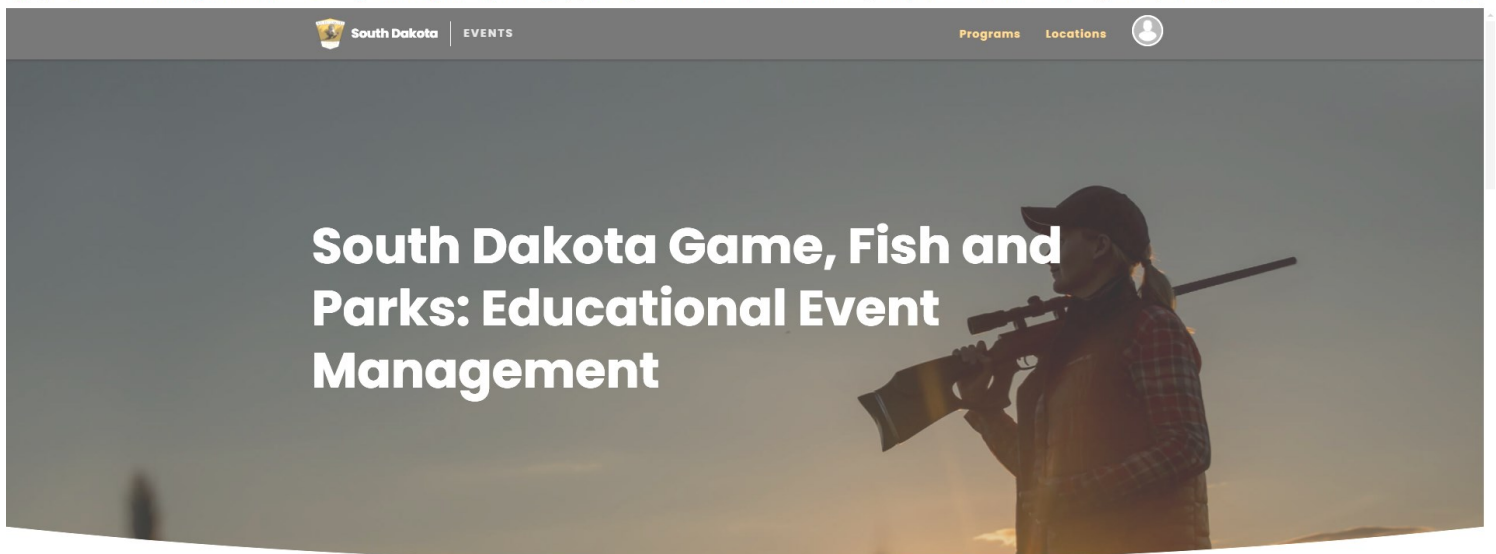 South Dakota EVENTS Programs Locations
South Dakota Game, Fish and
Parks: Educational Event
Management